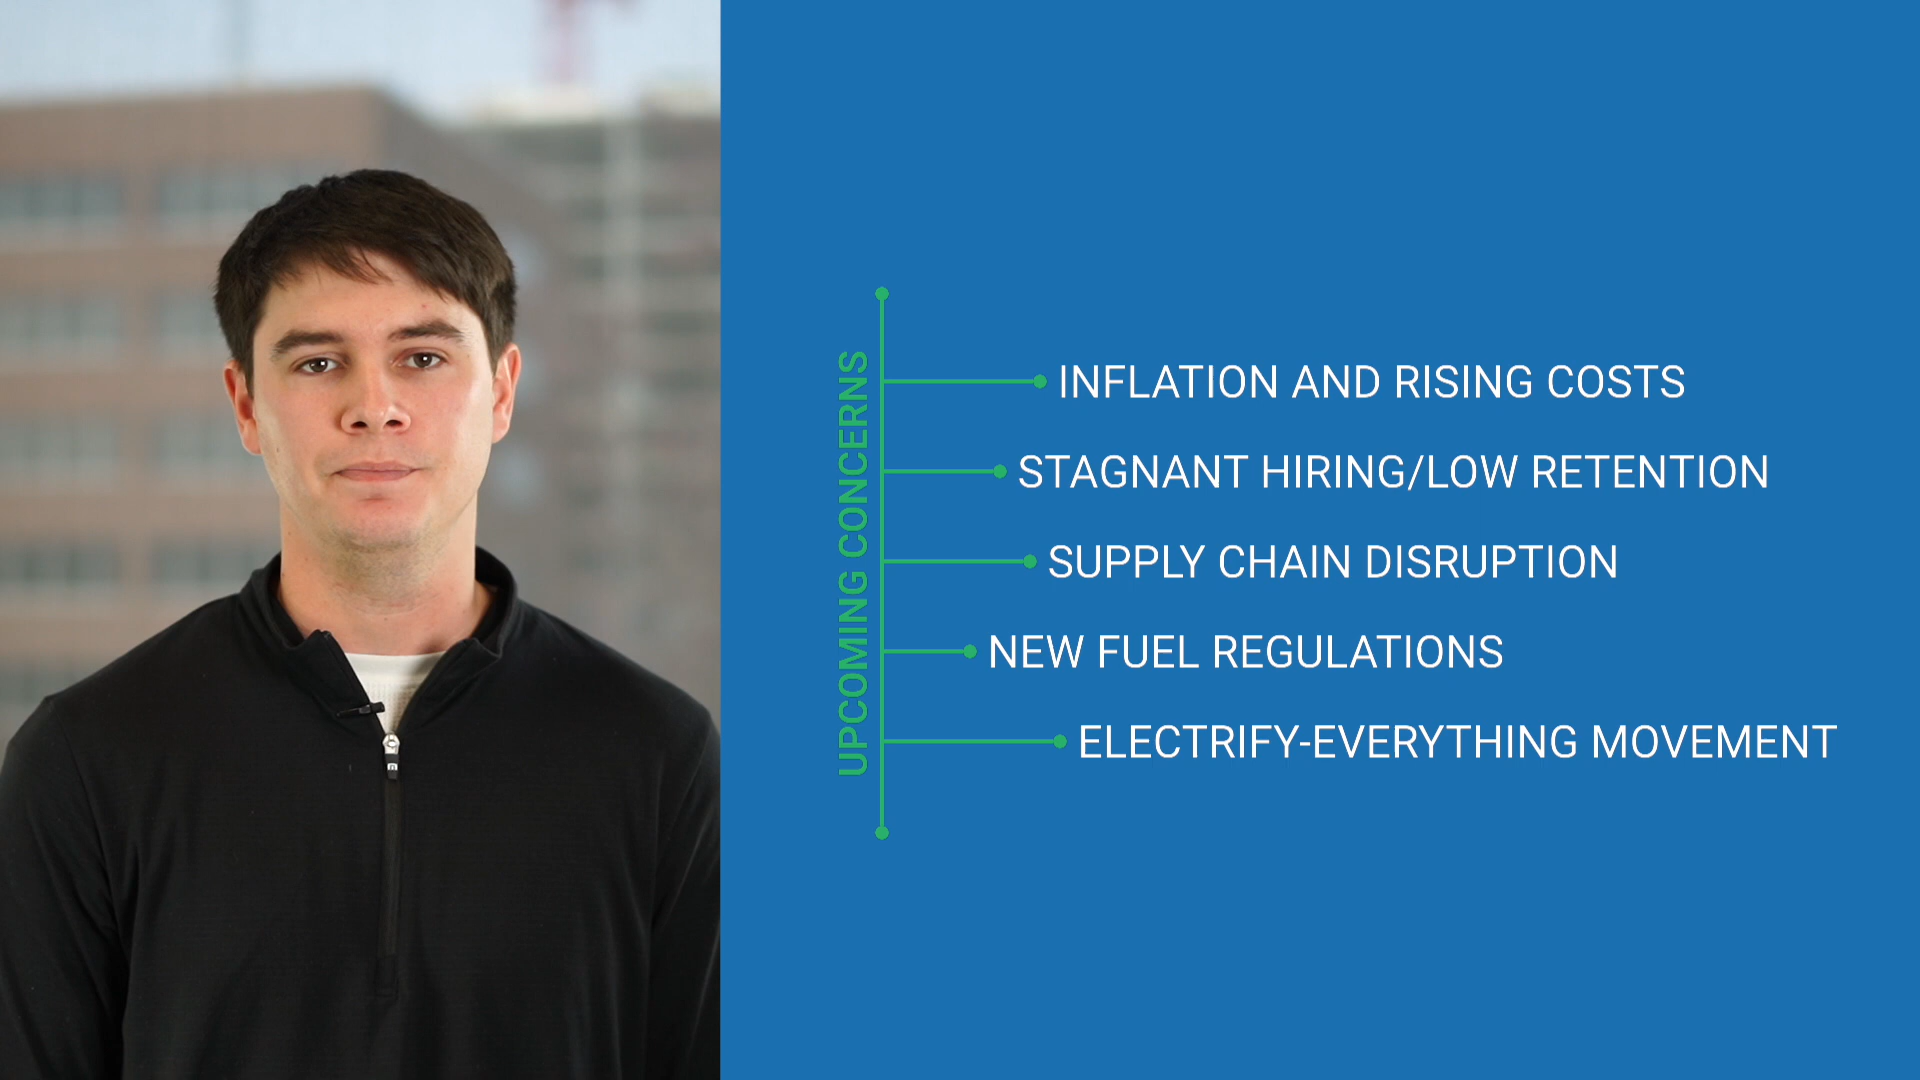 UPCOMING CONCERNS
INFLATION AND RISING COSTS
STAGNANT HIRING/LOW RETENTION
SUPPLY CHAIN DISRUPTION
NEW FUEL REGULATIONS
ELECTRIFY-EVERYTHING MOVEMENT